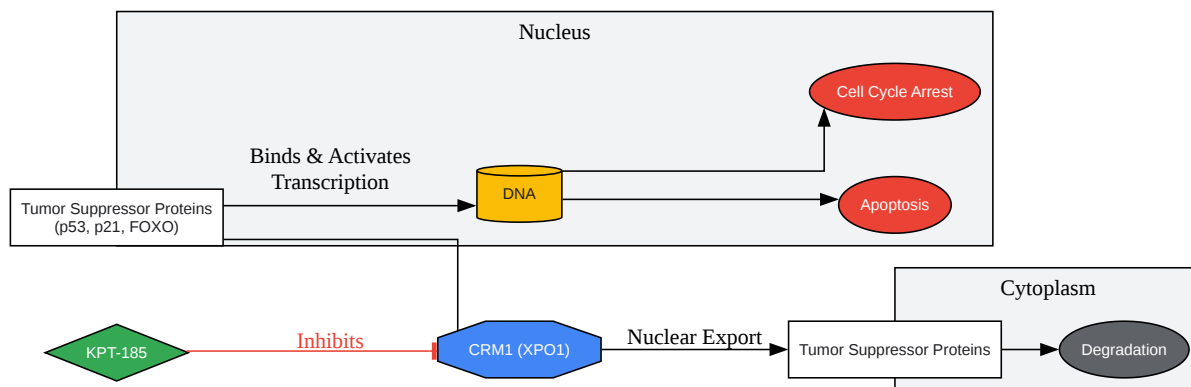 Nucleus
Cell Cycle Arrest
Binds & Activates
Transcription
DNA
Tumor Suppressor Proteins
(p53, p21, FOXO)
Apoptosis
Cytoplasm
KPT-185
Inhibits
CRM1 (XPO1)
Nuclear Export
Tumor Suppressor Proteins
Degradation